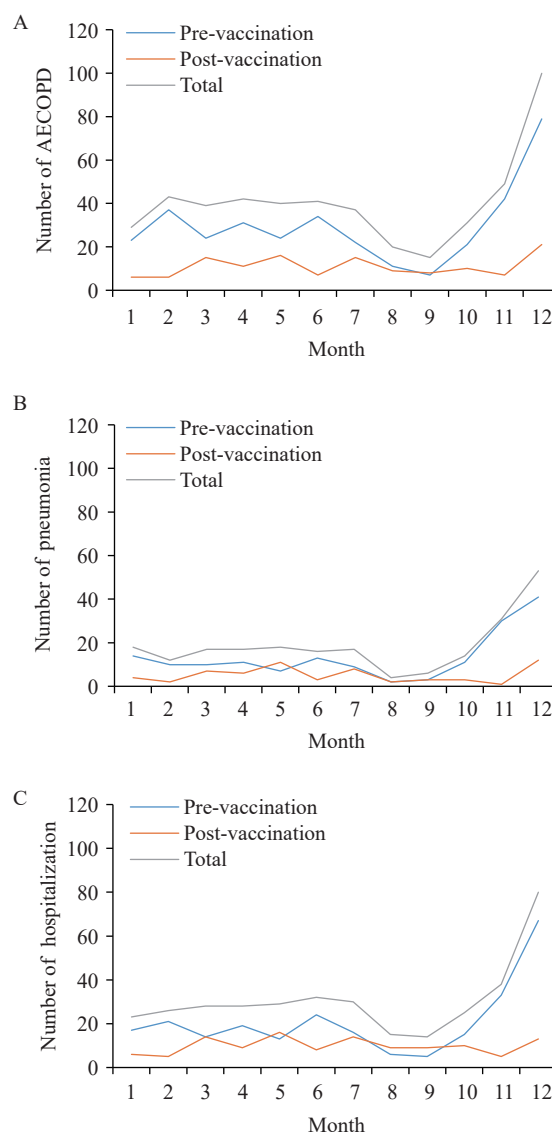 A
Number of AECOPD
120
100
80
60
40
20
0
Pre-vaccination
Post-vaccination
Total
1 2 3 4 5 6 7 8 9 10 11 12
Month
B
Number of pneumonia
120
100
80
60
40
20
0
Pre-vaccination
Post-vaccination
Total
1 2 3 4 5 6 7 8 9 10 11 12
Month
C
Number of hospitalization
120
100
80
60
40
20
0
Pre-vaccination
Post-vaccination
Total
1 2 3 4 5 6 7 8 9 10 11 12
Month